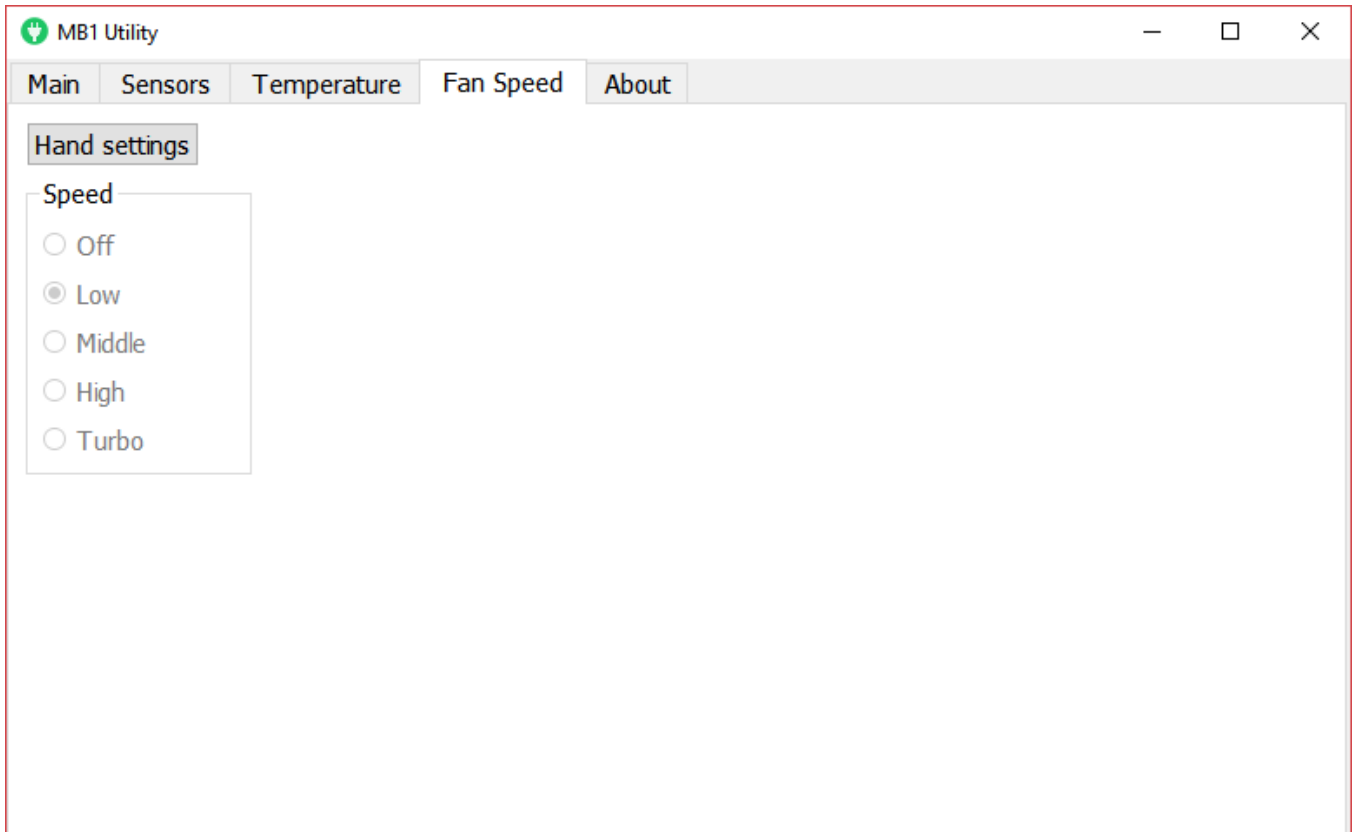 MB1 Utility
Main Sensors Temperature Fan Speed About
Hand settings
Speed
Off
Low
Middle
High
Turbo